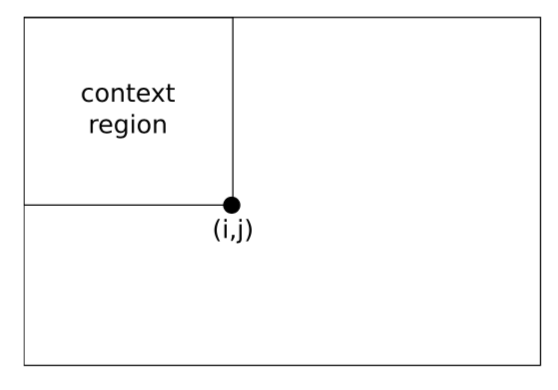 context
region
(i,j)